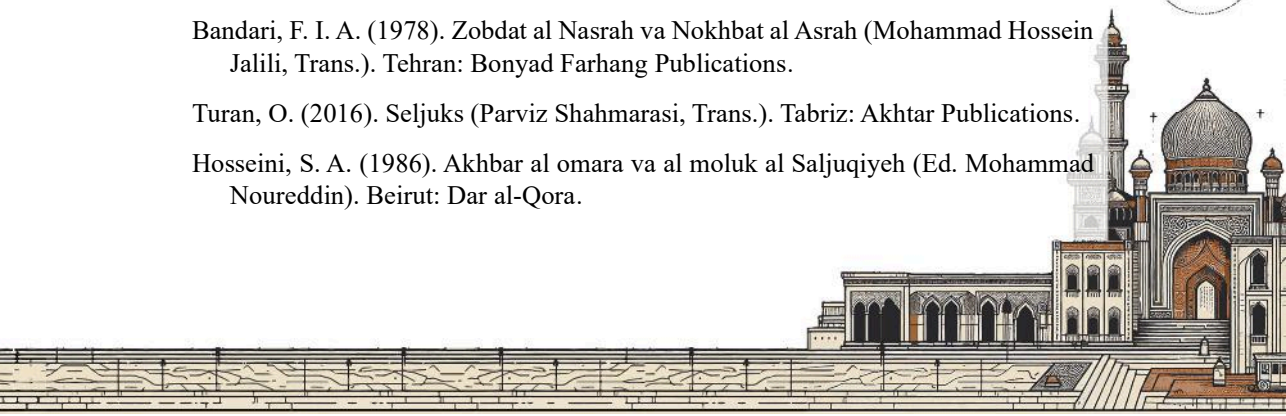 Bandari, F. I. A. (1978). Zobdat al Nasrah va Nokhbat al Asrah (Mohammad Hossein
Jalili, Trans.). Tehran: Bonyad Farhang Publications.
Turan, O. (2016). Seljuks (Parviz Shahmarasi, Trans.). Tabriz: Akhtar Publications.
Hosseini, S. A. (1986). Akhbar al omara va al moluk al Saljuqiyeh (Ed. Mohammad
Noureddin). Beirut: Dar al-Qora.